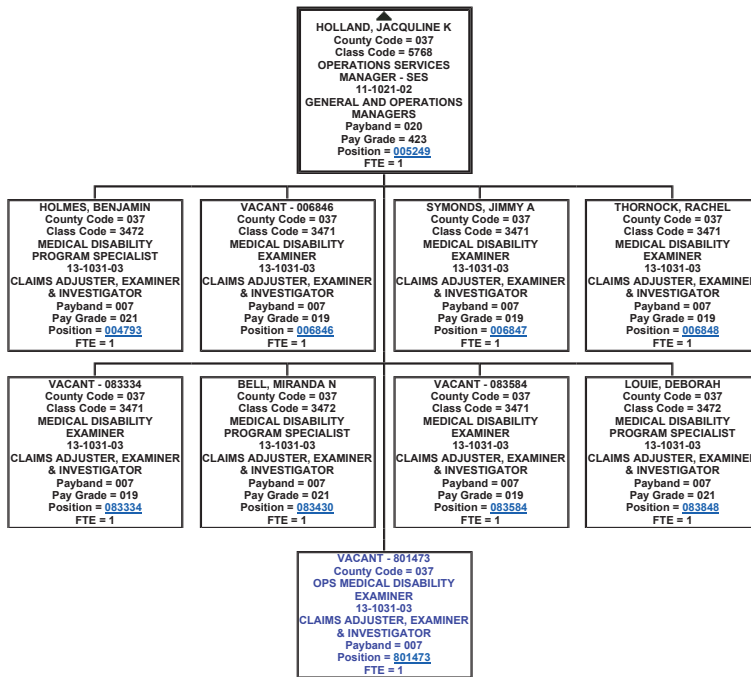 HOLLAND, JACQULINE K
County Code = 037
Class Code = 5768
OPERATIONS SERVICES
MANAGER - SES
11-1021-02
GENERAL AND OPERATIONS
MANAGERS
Payband = 020
Pay Grade = 423
Position = 005249
FTE = 1
HOLMES, BENJAMIN
County Code = 037
Class Code = 3472
MEDICAL DISABILITY
PROGRAM SPECIALIST
13-1031-03
CLAIMS ADJUSTER, EXAMINER
& INVESTIGATOR
Payband = 007
Pay Grade = 021
Position = 004793
FTE = 1
VACANT - 006846
County Code = 037
Class Code = 3471
MEDICAL DISABILITY
EXAMINER
13-1031-03
CLAIMS ADJUSTER, EXAMINER
& INVESTIGATOR
Payband = 007
Pay Grade = 019
Position = 006846
FTE = 1
SYMONDS, JIMMY A
County Code = 037
Class Code = 3471
MEDICAL DISABILITY
EXAMINER
13-1031-03
CLAIMS ADJUSTER, EXAMINER
& INVESTIGATOR
Payband = 007
Pay Grade = 019
Position = 006847
FTE = 1
THORNOCK, RACHEL
County Code = 037
Class Code = 3471
MEDICAL DISABILITY
EXAMINER
13-1031-03
CLAIMS ADJUSTER, EXAMINER
& INVESTIGATOR
Payband = 007
Pay Grade = 019
Position = 006848
FTE = 1
VACANT - 083334
County Code = 037
Class Code = 3471
MEDICAL DISABILITY
EXAMINER
13-1031-03
CLAIMS ADJUSTER, EXAMINER
& INVESTIGATOR
Payband = 007
Pay Grade = 019
Position = 083334
FTE = 1
BELL, MIRANDA N
County Code = 037
Class Code = 3472
MEDICAL DISABILITY
PROGRAM SPECIALIST
13-1031-03
CLAIMS ADJUSTER, EXAMINER
& INVESTIGATOR
Payband = 007
Pay Grade = 021
Position = 083430
FTE = 1
VACANT - 083584
County Code = 037
Class Code = 3471
MEDICAL DISABILITY
EXAMINER
13-1031-03
CLAIMS ADJUSTER, EXAMINER
& INVESTIGATOR
Payband = 007
Pay Grade = 019
Position = 083584
FTE = 1
LOUIE, DEBORAH
County Code = 037
Class Code = 3472
MEDICAL DISABILITY
PROGRAM SPECIALIST
13-1031-03
CLAIMS ADJUSTER, EXAMINER
& INVESTIGATOR
Payband = 007
Pay Grade = 021
Position = 083848
FTE = 1
VACANT - 801473
County Code = 037
OPS MEDICAL DISABILITY
EXAMINER
13-1031-03
CLAIMS ADJUSTER, EXAMINER
& INVESTIGATOR
Payband = 007
Position = 801473
FTE = 1